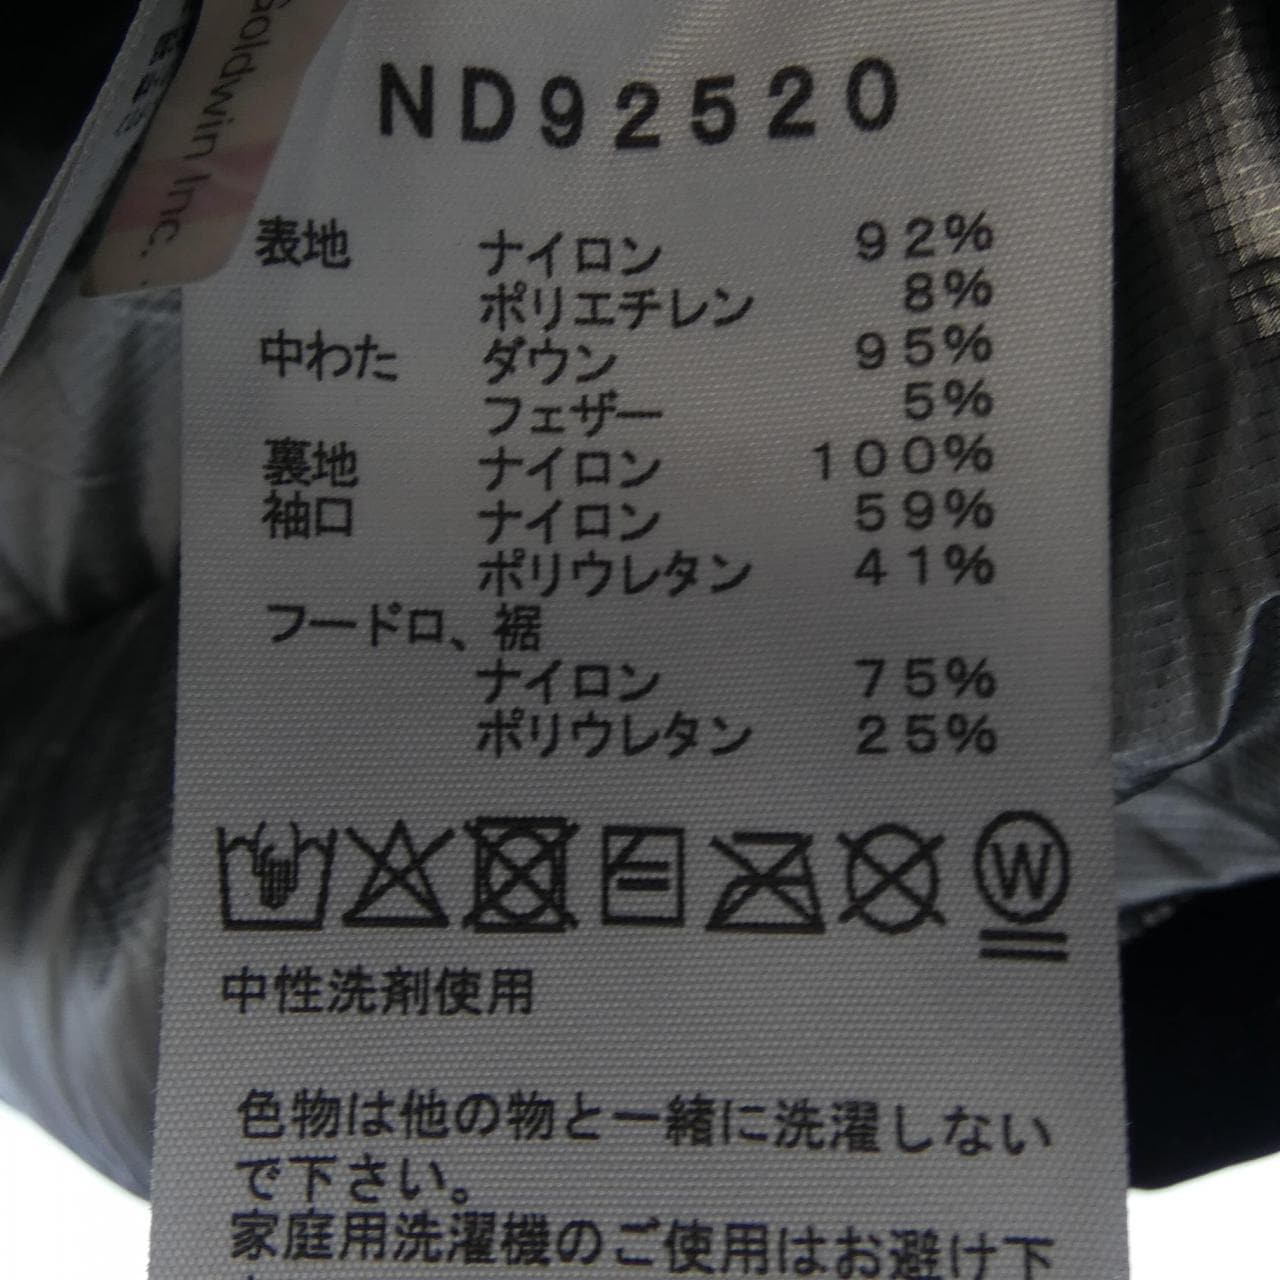 Goldwin Inc.
ND92520
表地 ナイロン 92%
ポリエチレン 8%
中わた ダウン 95%
フェザー 5%
裏地 ナイロン 100%
袖口 ナイロン 59%
ポリウレタン 41%
フード口、裾
ナイロン 75%
ポリウレタン 25%
W
中性洗剤使用
色物は他の物と一緒に洗濯しない
で下さい。
家庭用洗濯機のご使用はお避け下